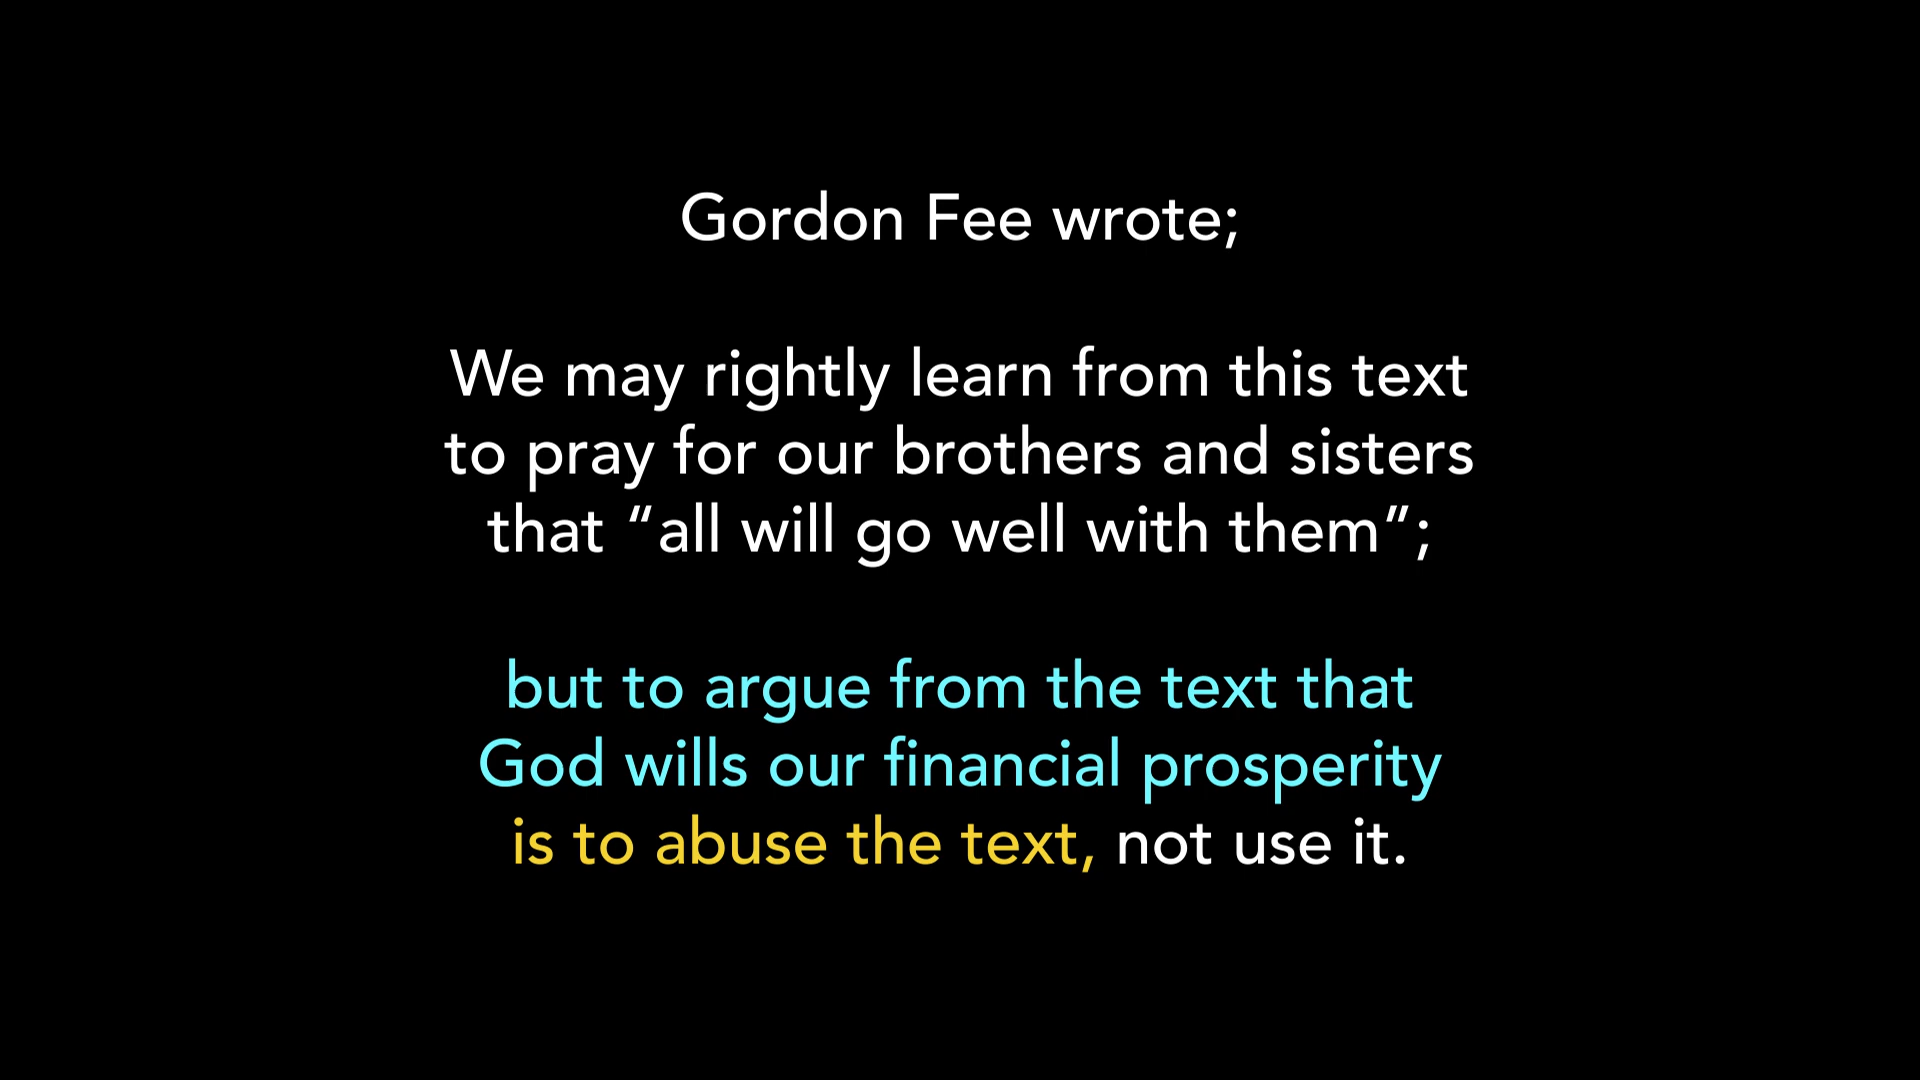 Gordon Fee wrote;
We may rightly learn from this text
to pray for our brothers and sisters
that “all will go well with them”;
but to argue from the text that
God wills our financial prosperity
is to abuse the text, not use it.